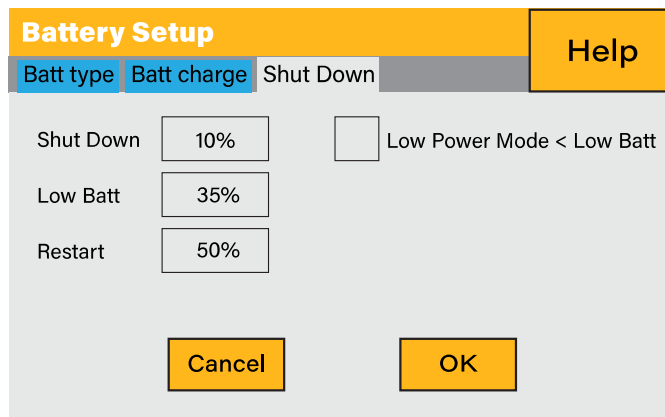 Battery Setup
Help
Batt type Batt charge Shut Down
Shut Down 10% Low Power Mode < Low Batt
Low Batt 35%
Restart 50%
Cancel OK